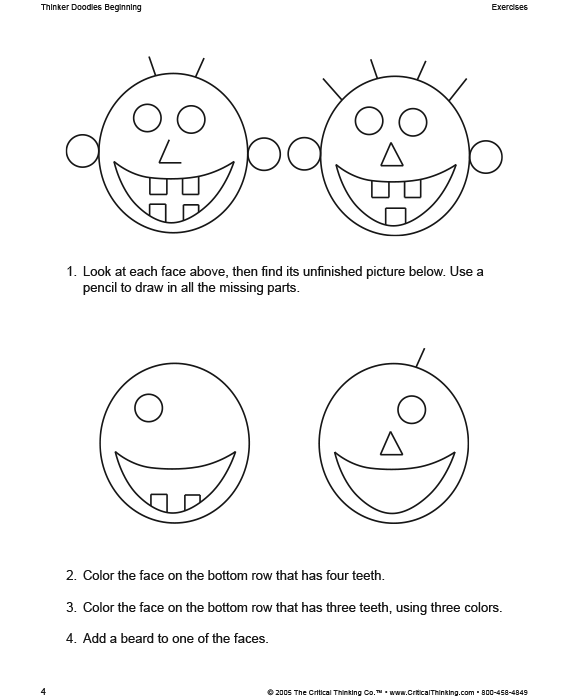 Thinker Doodles Beginning
Exercises
1. Look at each face above, then find its unfinished picture below. Use a
pencil to draw in all the missing parts.
2. Color the face on the bottom row that has four teeth.
3. Color the face on the bottom row that has three teeth, using three colors.
4. Add a beard to one of the faces.
4
© 2005 The Critical Thinking Co.™ • www.CriticalThinking.com • 800-458-4849